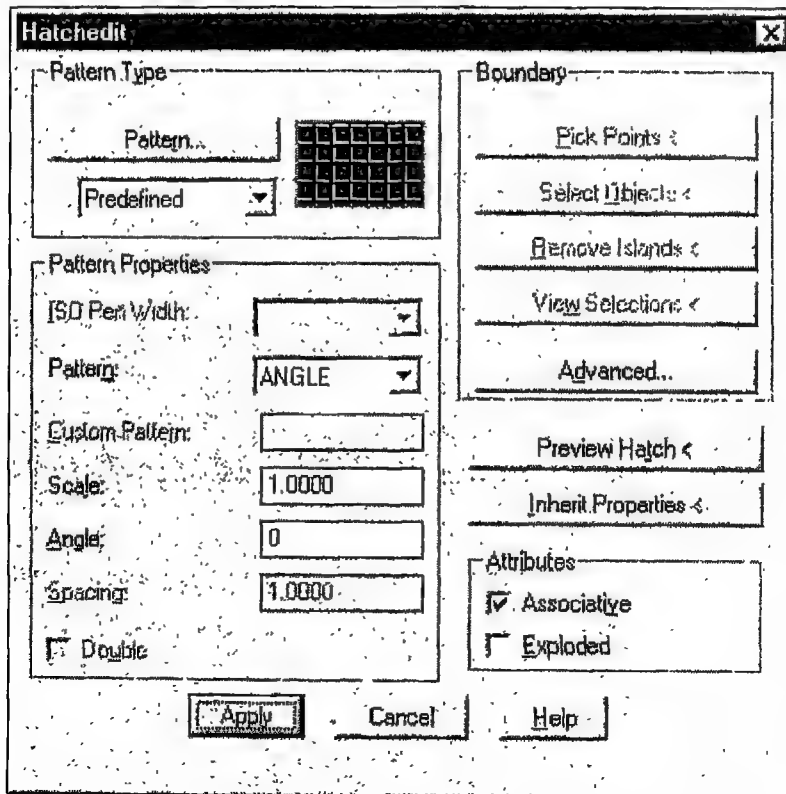 Hatchedit
Pattern Type
Pattern...
Predefined
Pattern Properties
ISO Pen Width:
Pattern:
ANGLE
Custom Pattern:
Scale:
1.0000
Angle:
0
Spacing:
1.0000
Double
Boundary
Pick Points <
Select Objects <
Remove Islands <
View Selections <
Advanced...
Preview Hatch <
Inherit Properties <
Attributes
Associative
Exploded
Apply
Cancel
Help